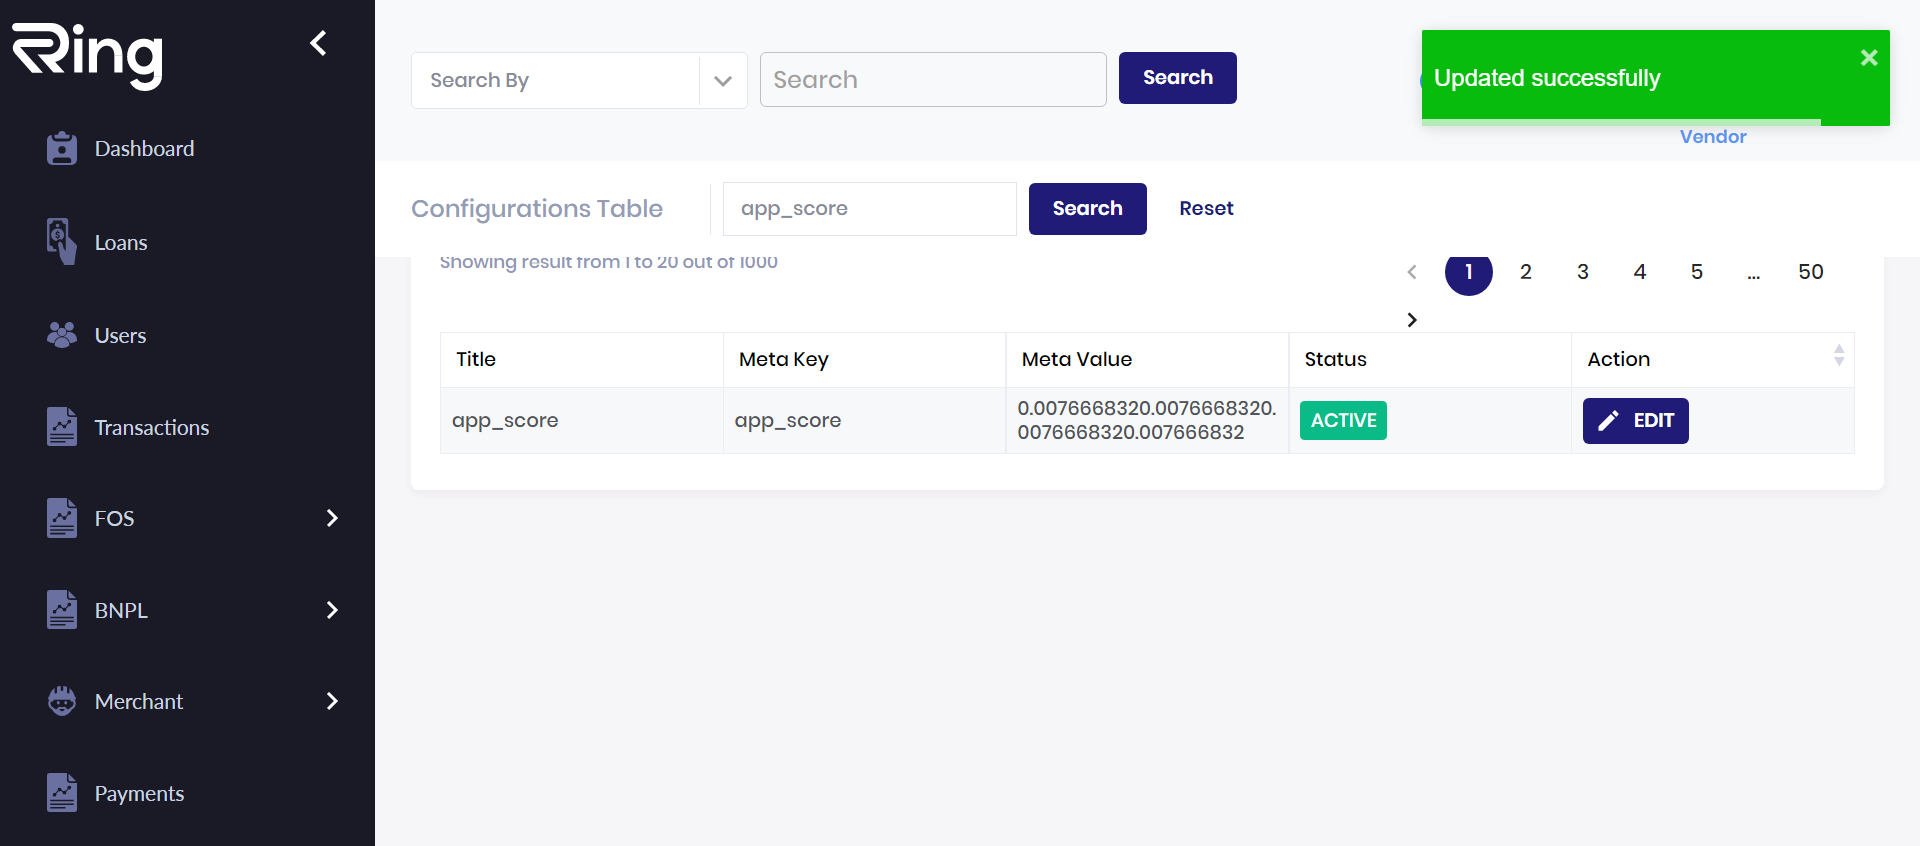 Ring
Dashboard
Loans
Users
Transactions
FOS
BNPL
Merchant
Payments
Search By
Search
Search
Updated successfully
Vendor
Configurations Table
app_score
Search
Reset
Showing result from 1 to 20 out of 1000
1 2 3 4 5 ... 50
Title Meta Key Meta Value Status Action
app_score app_score 0.0076668320.0076668320.
0.0076668320.007666832
ACTIVE
EDIT